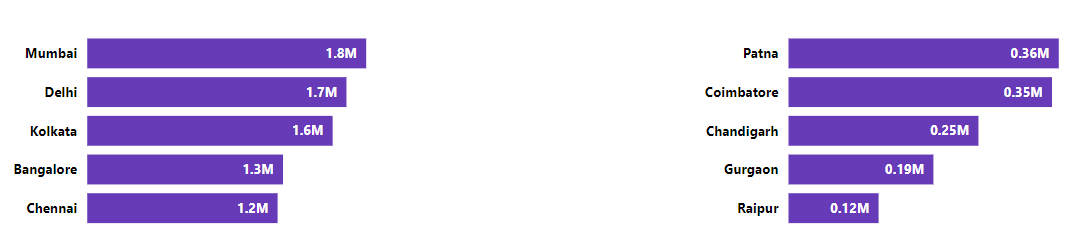 Mumbai 1.8M
Delhi 1.7M
Kolkata 1.6M
Bangalore 1.3M
Chennai 1.2M
Patna 0.36M
Coimbatore 0.35M
Chandigarh 0.25M
Gurgaon 0.19M
Raipur 0.12M